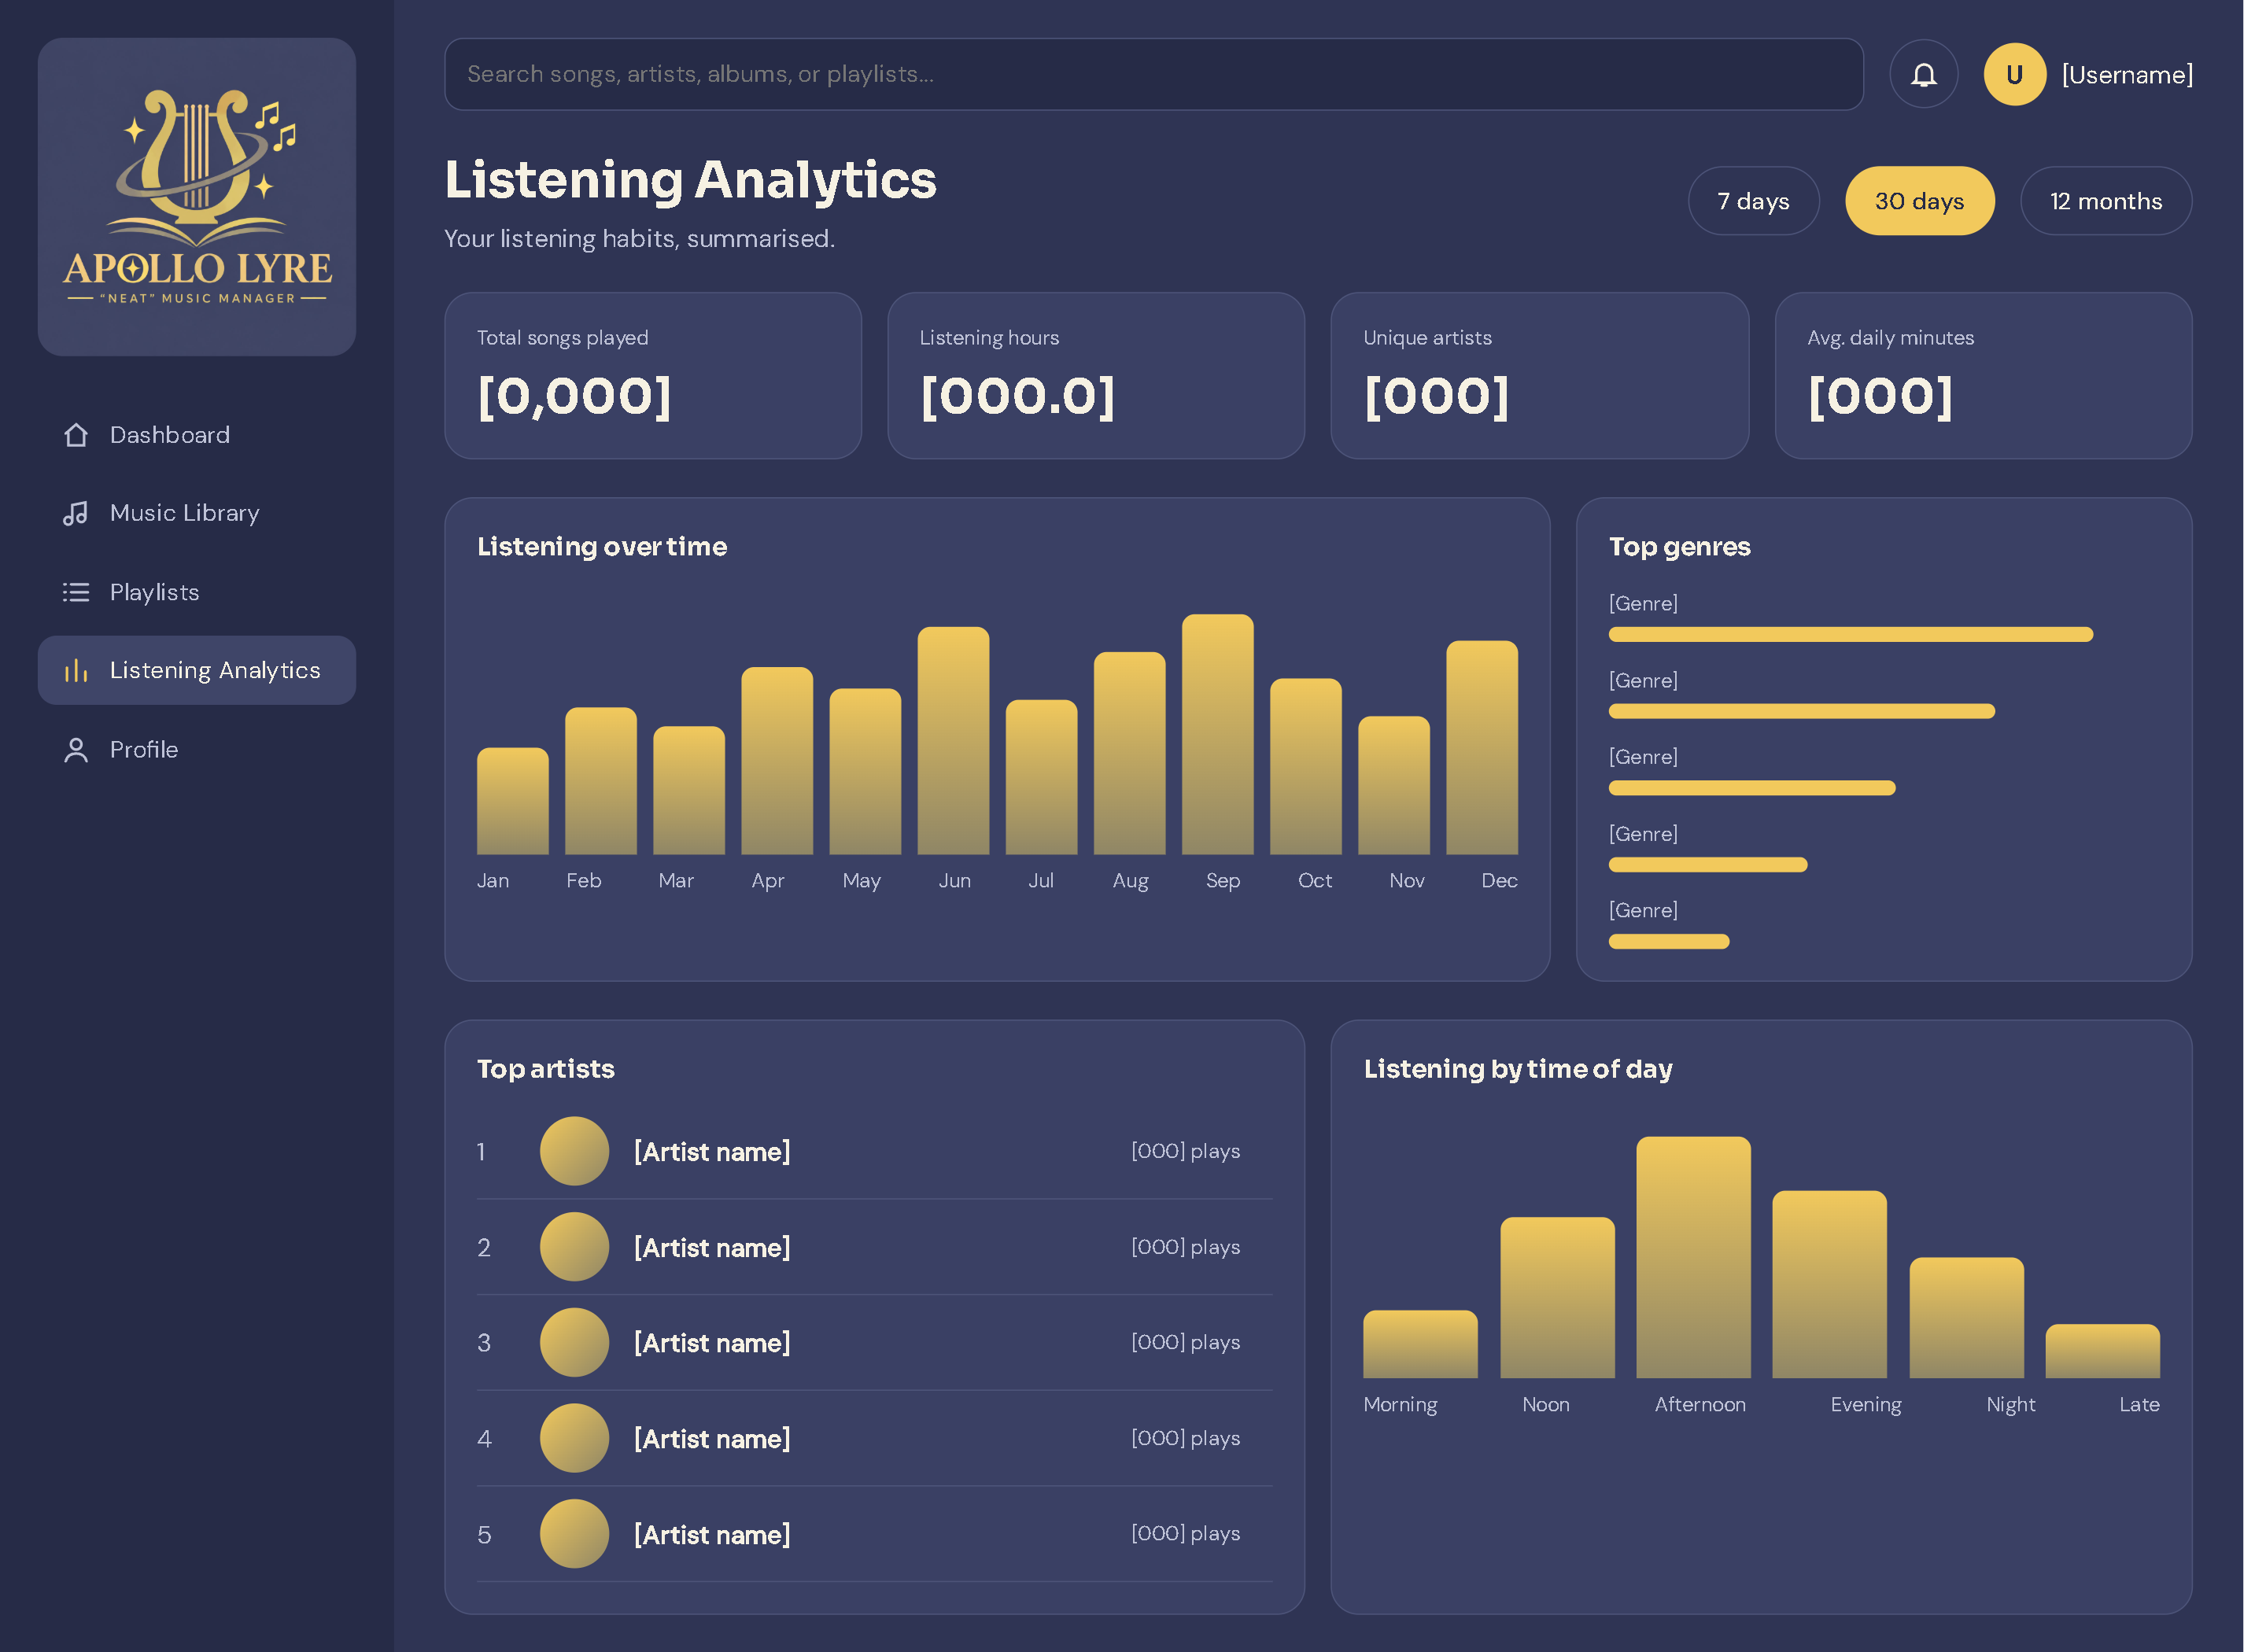 APOLLO LYRE
“NEAT” MUSIC MANAGER
Dashboard
Music Library
Playlists
Listening Analytics
Profile
Search songs, artists, albums, or playlists...
U
[Username]
Listening Analytics
Your listening habits, summarised.
7 days
30 days
12 months
Total songs played
[0,000]
Listening hours
[000.0]
Unique artists
[000]
Avg. daily minutes
[000]
Listening over time
Jan Feb Mar Apr May Jun Jul Aug Sep Oct Nov Dec
Top genres
[Genre]
[Genre]
[Genre]
[Genre]
[Genre]
Top artists
1 [Artist name] [000] plays
2 [Artist name] [000] plays
3 [Artist name] [000] plays
4 [Artist name] [000] plays
5 [Artist name] [000] plays
Listening by time of day
Morning Noon Afternoon Evening Night Late